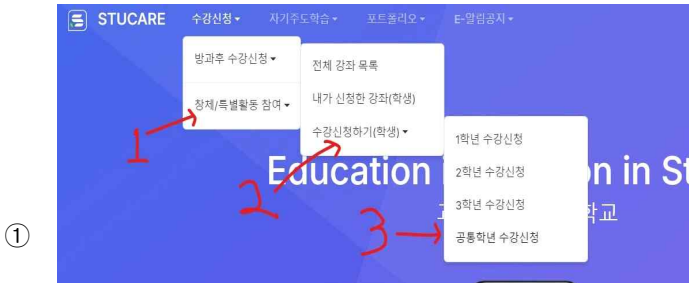 STUCARE 수강신청▾ 자기주도학습▾ 포트폴리오▾ E-알림공지▾
방과후 수강신청▾
창제/특별활동 참여▾
전체 강좌 목록
내가 신청한 강좌(학생)
수강신청하기(학생)▾
1학년 수강신청
2학년 수강신청
3학년 수강신청
공통학년 수강신청
1
2
3
Education in St
학교
①